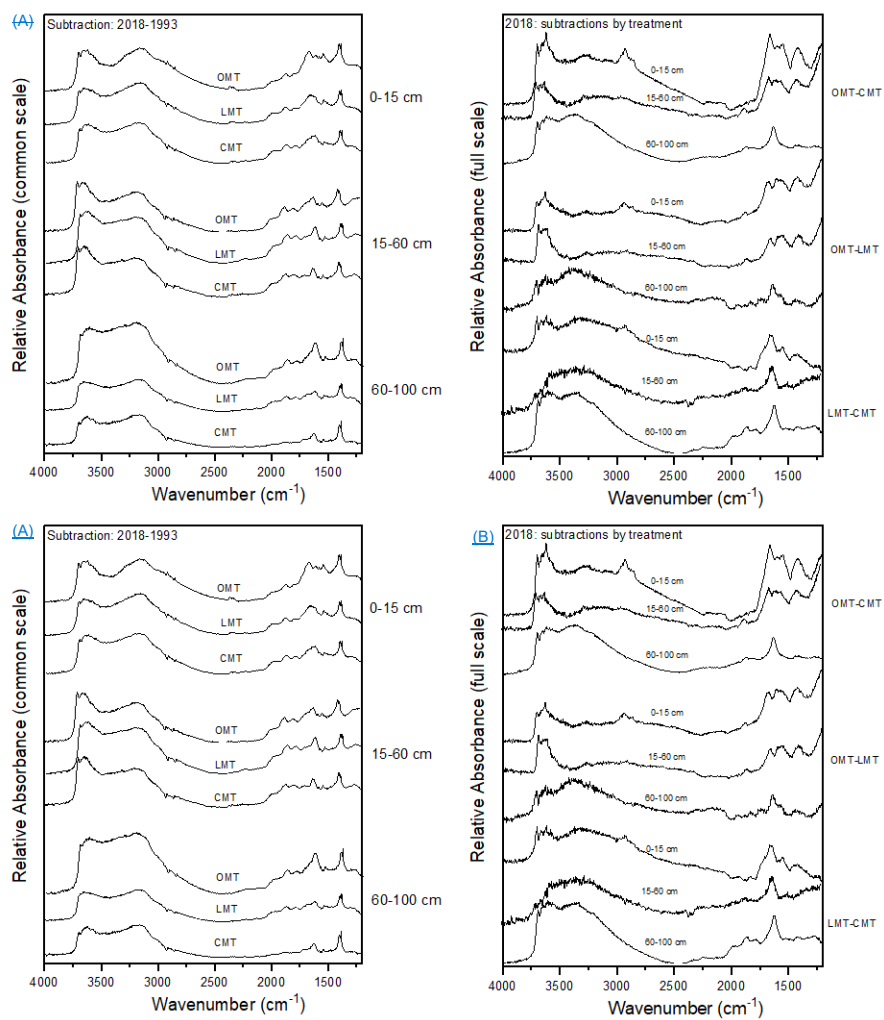 (A)
Subtraction: 2018-1993
Relative Absorbance (common scale)
OMT
LMT
CMT
0-15 cm
OMT
LMT
CMT
15-60 cm
OMT
LMT
CMT
60-100 cm
4000 3500 3000 2500 2000 1500
Wavenumber (cm-1)
2018: subtractions by treatment
Relative Absorbance (full scale)
0-15 cm
15-60 cm
60-100 cm
OMT-CMT
0-15 cm
15-60 cm
60-100 cm
OMT-LMT
0-15 cm
15-60 cm
60-100 cm
LMT-CMT
4000 3500 3000 2500 2000 1500
Wavenumber (cm-1)
(A)
Subtraction: 2018-1993
Relative Absorbance (common scale)
OMT
LMT
CMT
0-15 cm
OMT
LMT
CMT
15-60 cm
OMT
LMT
CMT
60-100 cm
4000 3500 3000 2500 2000 1500
Wavenumber (cm-1)
(B)
2018: subtractions by treatment
Relative Absorbance (full scale)
0-15 cm
15-60 cm
60-100 cm
OMT-CMT
0-15 cm
15-60 cm
60-100 cm
OMT-LMT
0-15 cm
15-60 cm
60-100 cm
LMT-CMT
4000 3500 3000 2500 2000 1500
Wavenumber (cm-1)